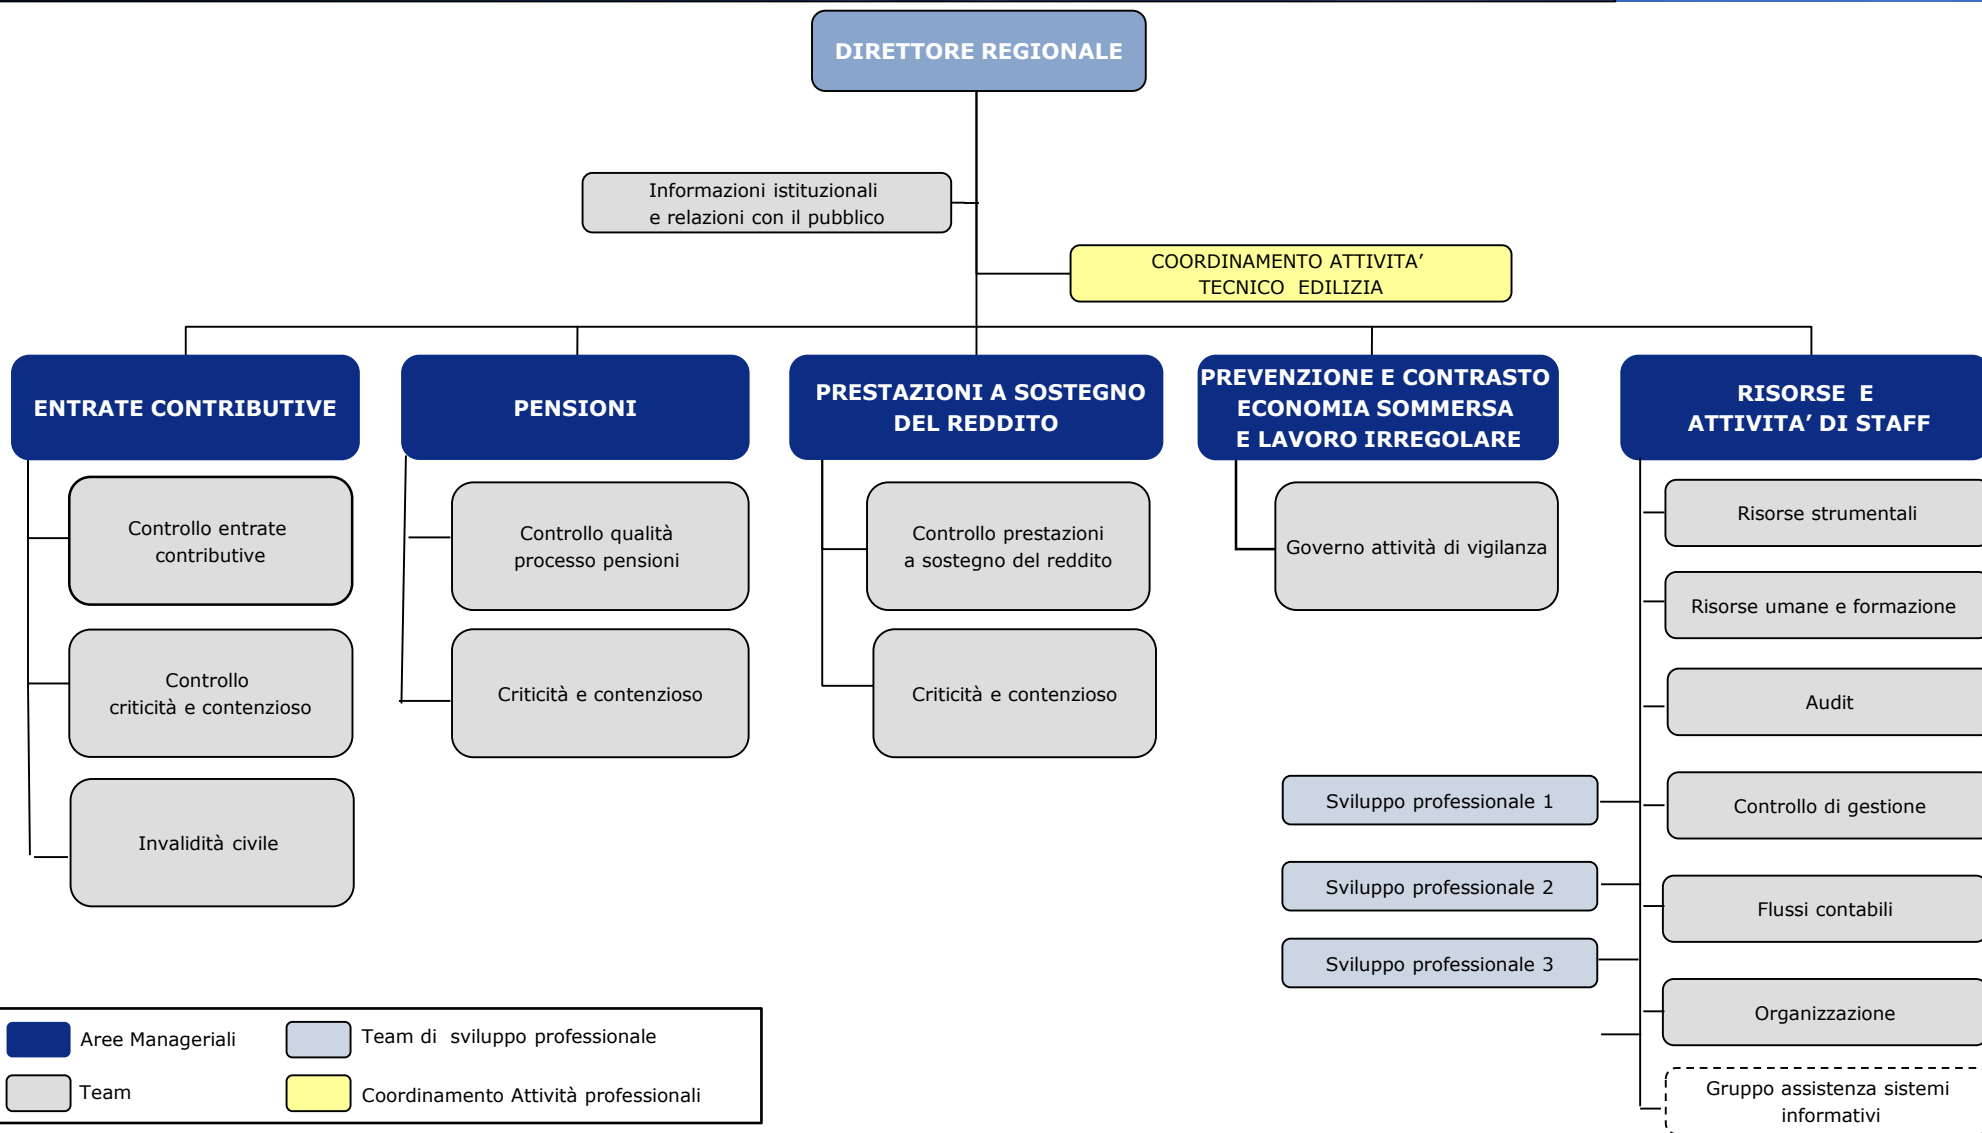 DIRETTORE REGIONALE
Informazioni istituzionali
e relazioni con il pubblico
COORDINAMENTO ATTIVITA’
TECNICO EDILIZIA
ENTRATE CONTRIBUTIVE
PENSIONI
PRESTAZIONI A SOSTEGNO
DEL REDDITO
PREVENZIONE E CONTRASTO
ECONOMIA SOMMERSA
E LAVORO IRREGOLARE
RISORSE E
ATTIVITA’ DI STAFF
Controllo entrate
contributive
Controllo
criticità e contenzioso
Invalidità civile
Controllo qualità
processo pensioni
Criticità e contenzioso
Controllo prestazioni
a sostegno del reddito
Criticità e contenzioso
Governo attività di vigilanza
Sviluppo professionale 1
Sviluppo professionale 2
Sviluppo professionale 3
Risorse strumentali
Risorse umane e formazione
Audit
Controllo di gestione
Flussi contabili
Organizzazione
Gruppo assistenza sistemi
informativi
Aree Manageriali
Team di sviluppo professionale
Team
Coordinamento Attività professionali